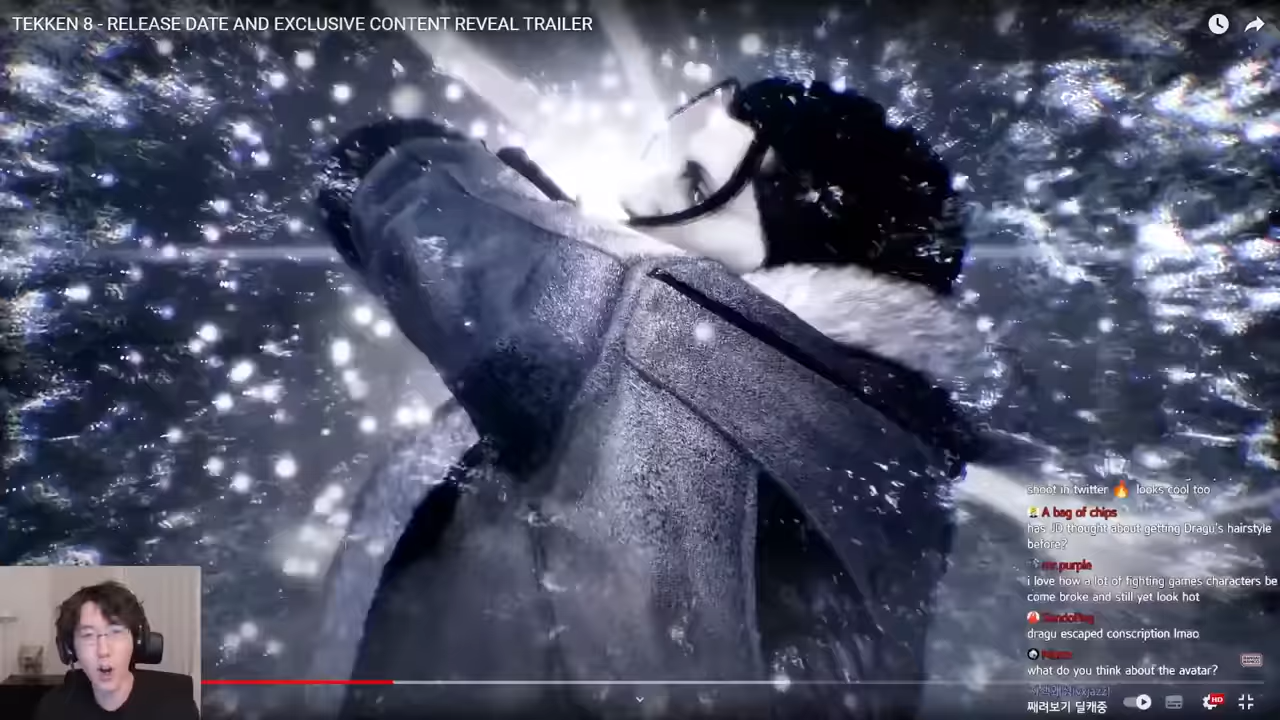 TEKKEN 8 - RELEASE DATE AND EXCLUSIVE CONTENT REVEAL TRAILER
shoot in twitter 🔥 looks cool too
A bag of chips
has JD thought about getting Dragu's hairstyle
before?
mr.purple
i love how a lot of fighting games characters be
come broke and still yet look hot
dragu escaped conscription lmao
what do you think about the avatar?
째려보기 딜캐중
HD